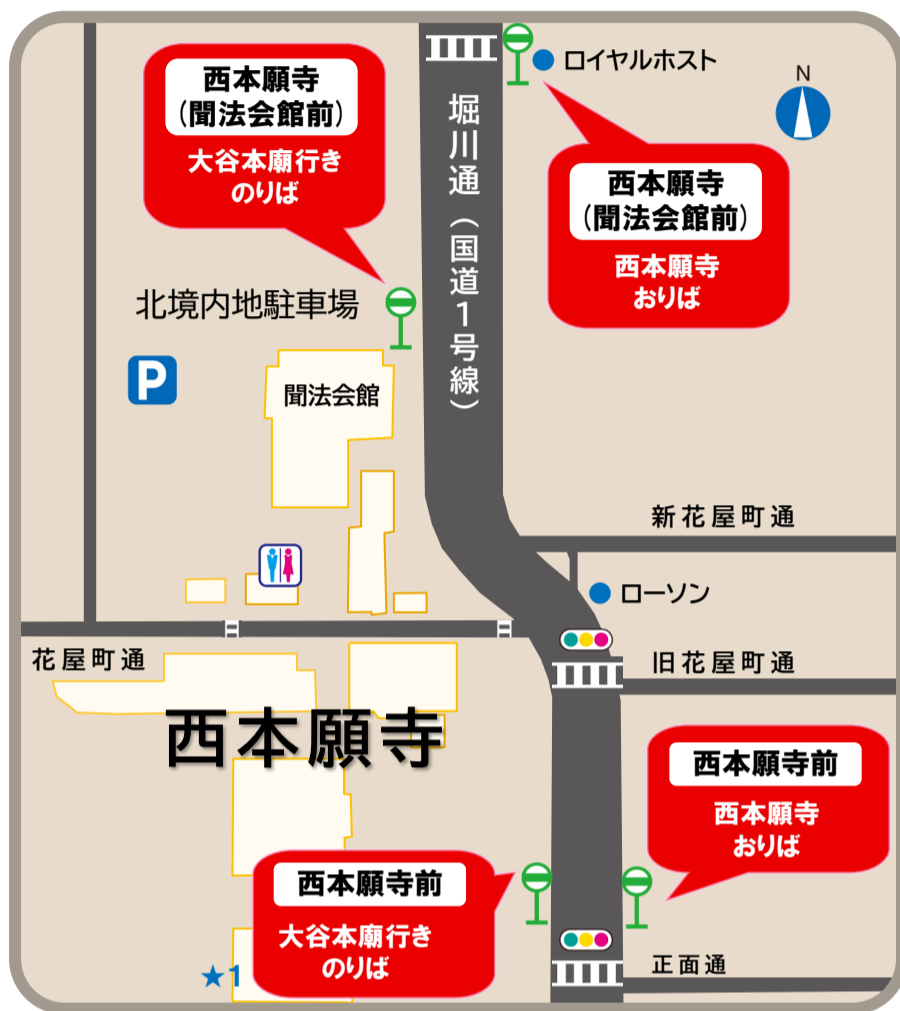 ロイヤルホスト
N
西本願寺
(聞法会館前)
大谷本廟行き
のりば
堀川通(国道1号線)
西本願寺
(聞法会館前)
西本願寺
おりば
北境内地駐車場
P
聞法会館
新花屋町通
ローソン
花屋町通
旧花屋町通
西本願寺
西本願寺前
西本願寺
おりば
西本願寺前
大谷本廟行き
のりば
正面通
★1